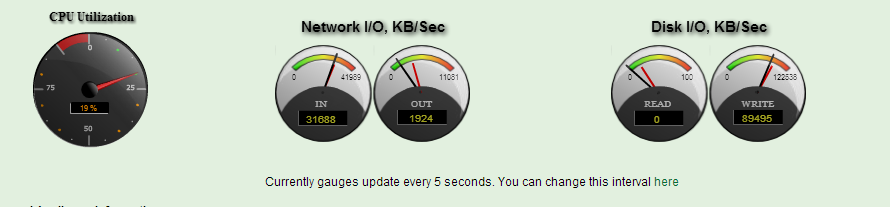 CPU Utilization
0
75
25
19 %
50
Network I/O, KB/Sec
0
41989
IN
31688
0
11081
OUT
1924
Disk I/O, KB/Sec
0
100
READ
0
0
122538
WRITE
89495
Currently gauges update every 5 seconds. You can change this interval here